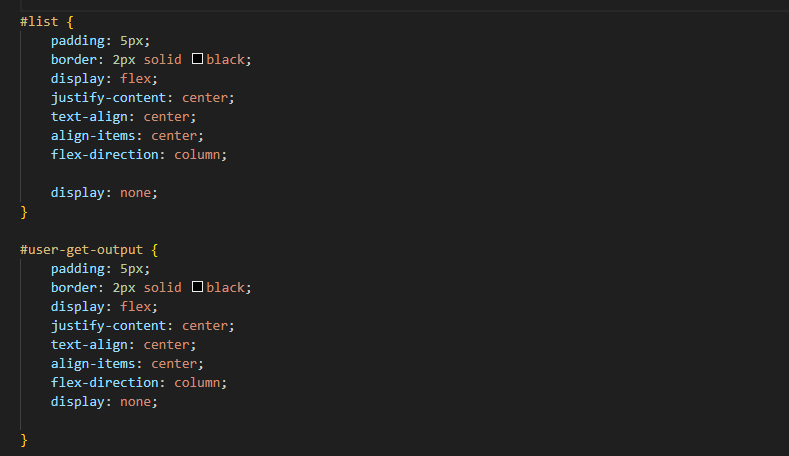 #list {
    padding: 5px;
    border: 2px solid black;
    display: flex;
    justify-content: center;
    text-align: center;
    align-items: center;
    flex-direction: column;

    display: none;
}

#user-get-output {
    padding: 5px;
    border: 2px solid black;
    display: flex;
    justify-content: center;
    text-align: center;
    align-items: center;
    flex-direction: column;
    display: none;

}